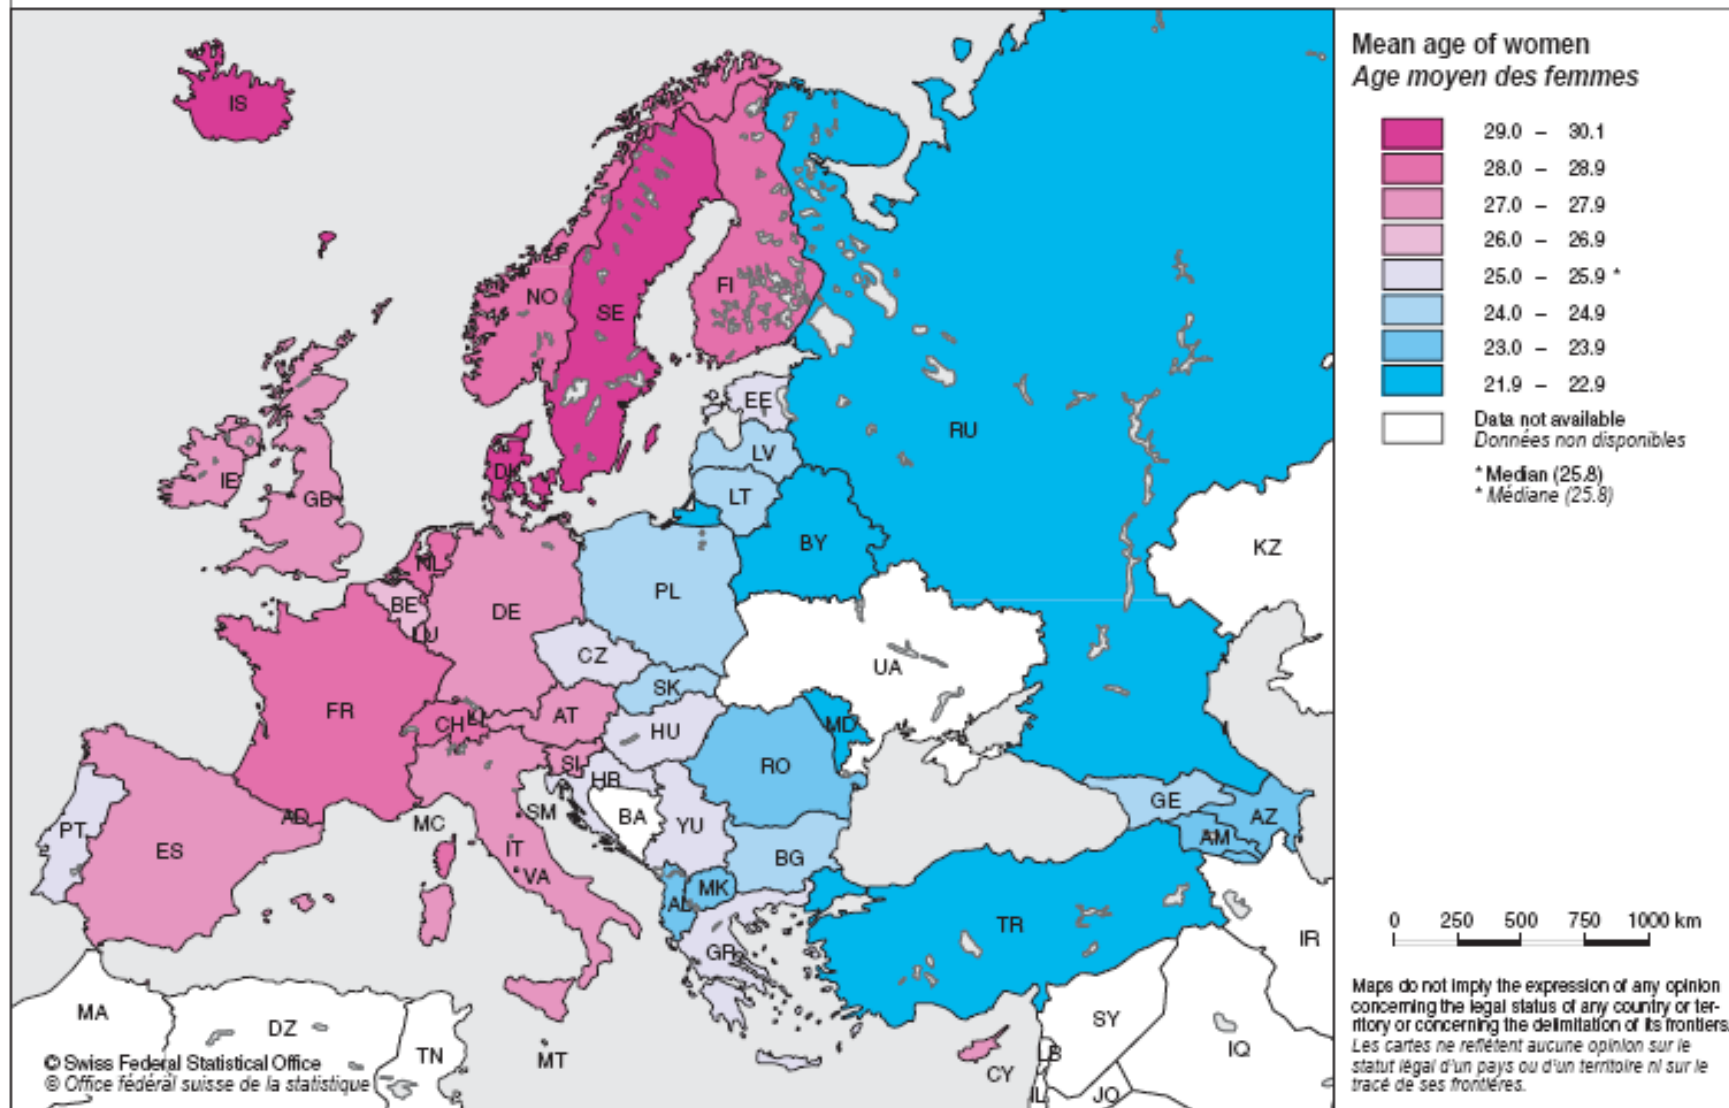 Mean age of women
Age moyen des femmes
29.0 – 30.1
28.0 – 28.9
27.0 – 27.9
26.0 – 26.9
25.0 – 25.9 *
24.0 – 24.9
23.0 – 23.9
21.9 – 22.9
Data not available
Données non disponibles
* Median (25.8)
* Médiane (25.8)
IS
NO
SE
FI
RU
EE
LV
LT
DK
IE
GB
BY
KZ
NL
BE
DE
PL
LU
CZ
UA
SK
FR
CH
LI
AT
HU
MD
SI
HR
RO
AD
MC
SM
BA
YU
GE
AZ
AM
PT
ES
IT
VA
BG
AL
MK
TR
GR
IR
MA
DZ
TN
MT
CY
SY
LB
IL
JO
IQ
0 250 500 750 1000 km
Maps do not imply the expression of any opinion
concerning the legal status of any country or ter-
ritory or concerning the delimitation of its frontiers.
Les cartes ne reflètent aucune opinion sur le
statut légal d'un pays ou d'un territoire ni sur le
tracé de ses frontières.
© Swiss Federal Statistical Office
© Office fédéral suisse de la statistique